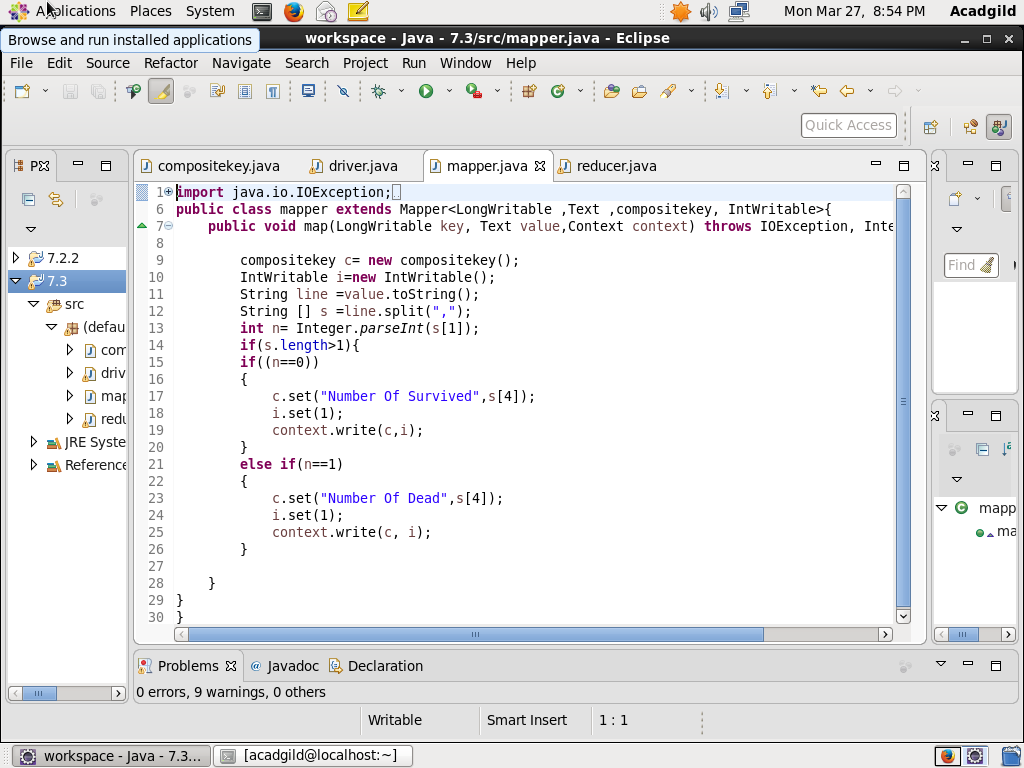 Applications Places System Mon Mar 27, 8:54 PM Acadgild
Browse and run installed applications
workspace - Java - 7.3/src/mapper.java - Eclipse
File Edit Source Refactor Navigate Search Project Run Window Help
Quick Access
P compositekey.java driver.java mapper.java reducer.java
1 import java.io.IOException;
6 public class mapper extends Mapper<LongWritable ,Text ,compositekey, IntWritable>{
7 public void map(LongWritable key, Text value,Context context) throws IOException, Inte
8
9 compositekey c= new compositekey();
10 IntWritable i=new IntWritable();
11 String line =value.toString();
12 String [] s =line.split(",");
13 int n= Integer.parseInt(s[1]);
14 if(s.length>1){
15 if((n==0))
16 {
17 c.set("Number Of Survived",s[4]);
18 i.set(1);
19 context.write(c,i);
20 }
21 else if(n==1)
22 {
23 c.set("Number Of Dead",s[4]);
24 i.set(1);
25 context.write(c, i);
26 }
27
28 }
29 }
30 }
7.2.2
7.3
src
(defau
com
driv
map
redu
JRE Syste
Reference
Find
mapp
ma
Problems @ Javadoc Declaration
0 errors, 9 warnings, 0 others
Writable Smart Insert 1 : 1
workspace - Java - 7.3... [acadgild@localhost:~]